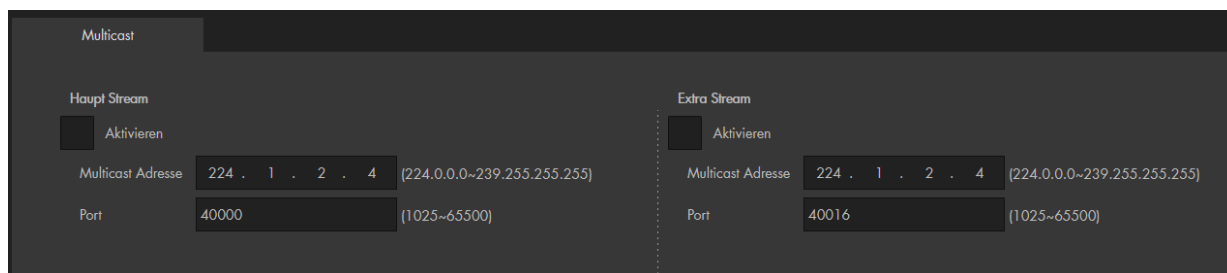 Multicast
Haupt Stream
Aktivieren
Multicast Adresse 224 . 1 . 2 . 4 (224.0.0.0~239.255.255.255)
Port 40000 (1025~65500)
Extra Stream
Aktivieren
Multicast Adresse 224 . 1 . 2 . 4 (224.0.0.0~239.255.255.255)
Port 40016 (1025~65500)